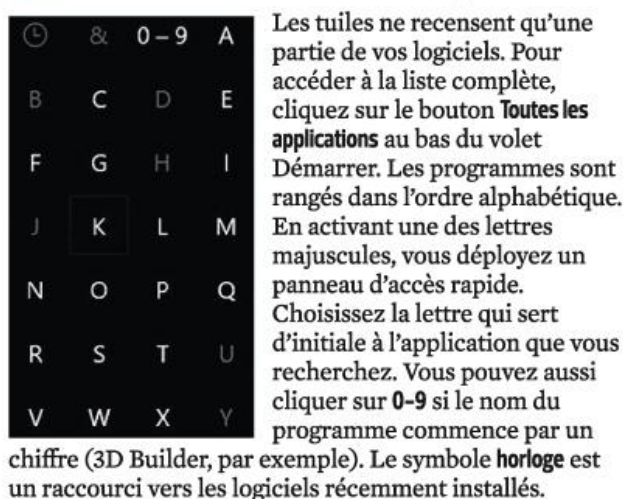 & 0-9 A
B C D E
F G H I
J K L M
N O P Q
R S T U
V W X Y
Les tuiles ne recensent qu'une
partie de vos logiciels. Pour
accéder à la liste complète,
cliquez sur le bouton Toutes les
applications au bas du volet
Démarrer. Les programmes sont
rangés dans l'ordre alphabétique.
En activant une des lettres
majuscules, vous déployez un
panneau d'accès rapide.
Choisissez la lettre qui sert
d'initiale à l'application que vous
recherchez. Vous pouvez aussi
cliquer sur 0-9 si le nom du
programme commence par un
chiffre (3D Builder, par exemple). Le symbole horloge est
un raccourci vers les logiciels récemment installés.